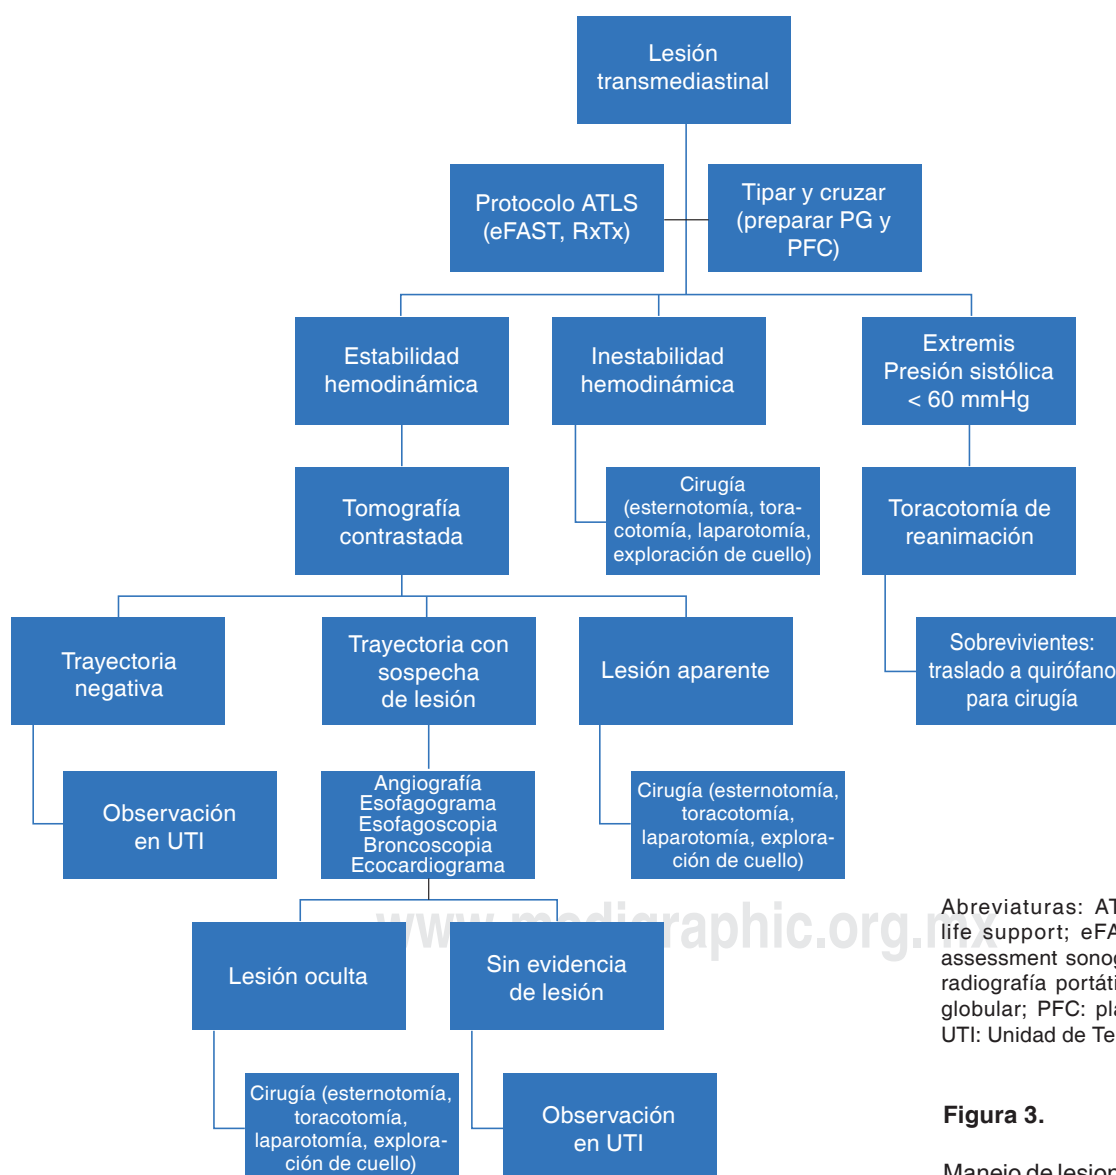 Lesión
transmediastinal
Protocolo ATLS
(eFAST, RxTx)
Tipar y cruzar
(preparar PG y
PFC)
Estabilidad
hemodinámica
Inestabilidad
hemodinámica
Extremis
Presión sistólica
< 60 mmHg
Tomografía
contrastada
Cirugía
(esternotomía, tora-
cotomía, laparotomía,
exploración de cuello)
Toracotomía de
reanimación
Trayectoria
negativa
Trayectoria con
sospecha
de lesión
Lesión aparente
Sobrevivientes:
traslado a quirófano
para cirugía
Observación
en UTI
Angiografía
Esofagograma
Esofagoscopia
Broncoscopia
Ecocardiograma
Cirugía (esternotomía,
toracotomía,
laparotomía, explora-
ción de cuello)
www.medigraphic.org.mx
Lesión oculta
Sin evidencia
de lesión
Cirugía (esternotomía,
toracotomía,
laparotomía, explora-
ción de cuello)
Observación
en UTI
Abreviaturas: AT
life support; eFA
assessment sonog
radiografía portáti
globular; PFC: pla
UTI: Unidad de Te
Figura 3.
Manejo de lesion